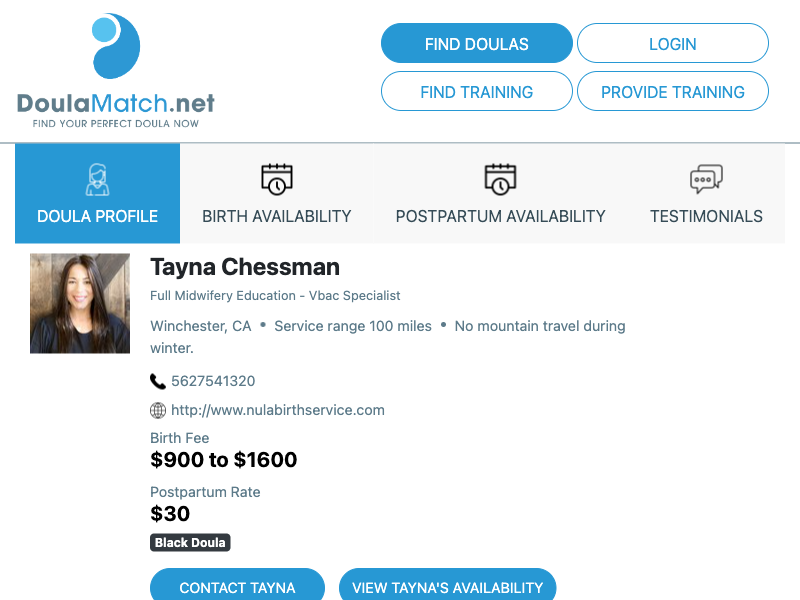 DoulaMatch.net
FIND YOUR PERFECT DOULA NOW
FIND DOULAS
LOGIN
FIND TRAINING
PROVIDE TRAINING
DOULA PROFILE
BIRTH AVAILABILITY
POSTPARTUM AVAILABILITY
TESTIMONIALS
Tayna Chessman
Full Midwifery Education - Vbac Specialist
Winchester, CA • Service range 100 miles • No mountain travel during
winter.
5627541320
http://www.nulabirthservice.com
Birth Fee
$900 to $1600
Postpartum Rate
$30
Black Doula
CONTACT TAYNA
VIEW TAYNA'S AVAILABILITY